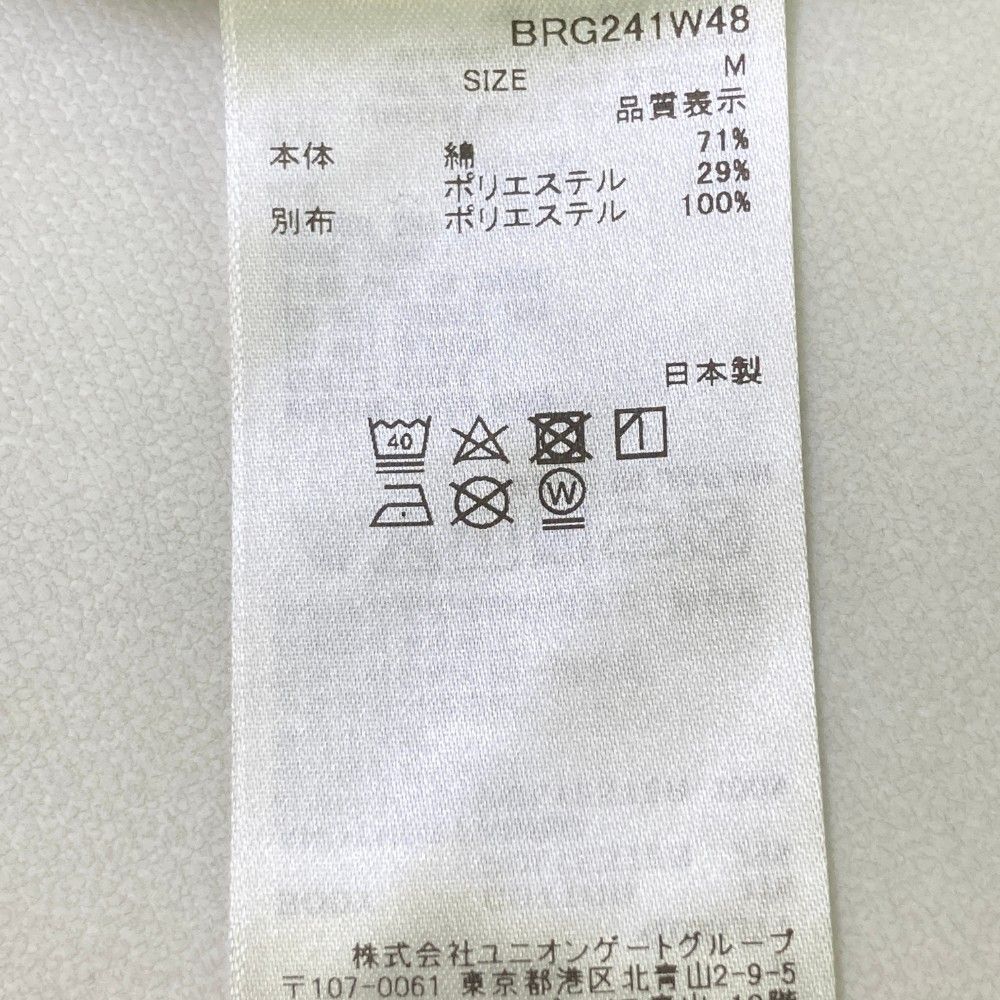 BRG241W48
SIZE M
品質表示
本体 綿 71%
ポリエステル 29%
別布 ポリエステル 100%
日本製
40
W
株式会社ユニオンゲートグループ
〒107-0061 東京都港区北青山2-9-5